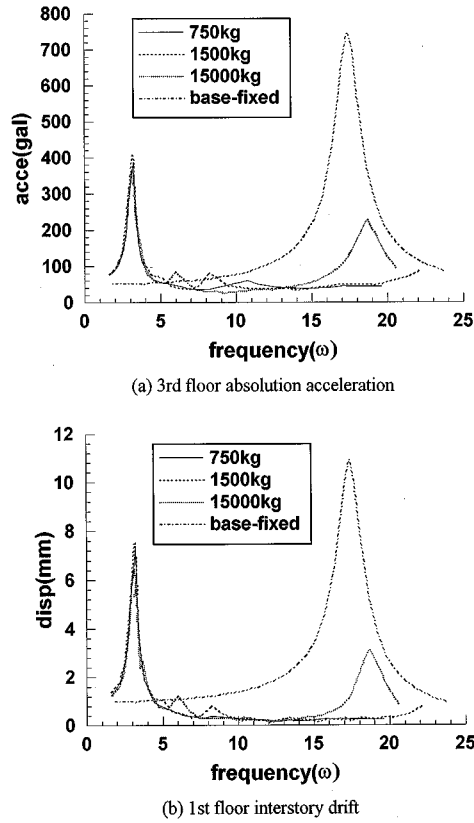 800
700
600
500
400
300
200
100
0
acce(gal)
750kg
1500kg
15000kg
base-fixed
0 5 10 15 20 25
frequency(ω)
(a) 3rd floor absolution acceleration
12
10
8
6
4
2
0
disp(mm)
750kg
1500kg
15000kg
base-fixed
0 5 10 15 20 25
frequency(ω)
(b) 1st floor interstory drift